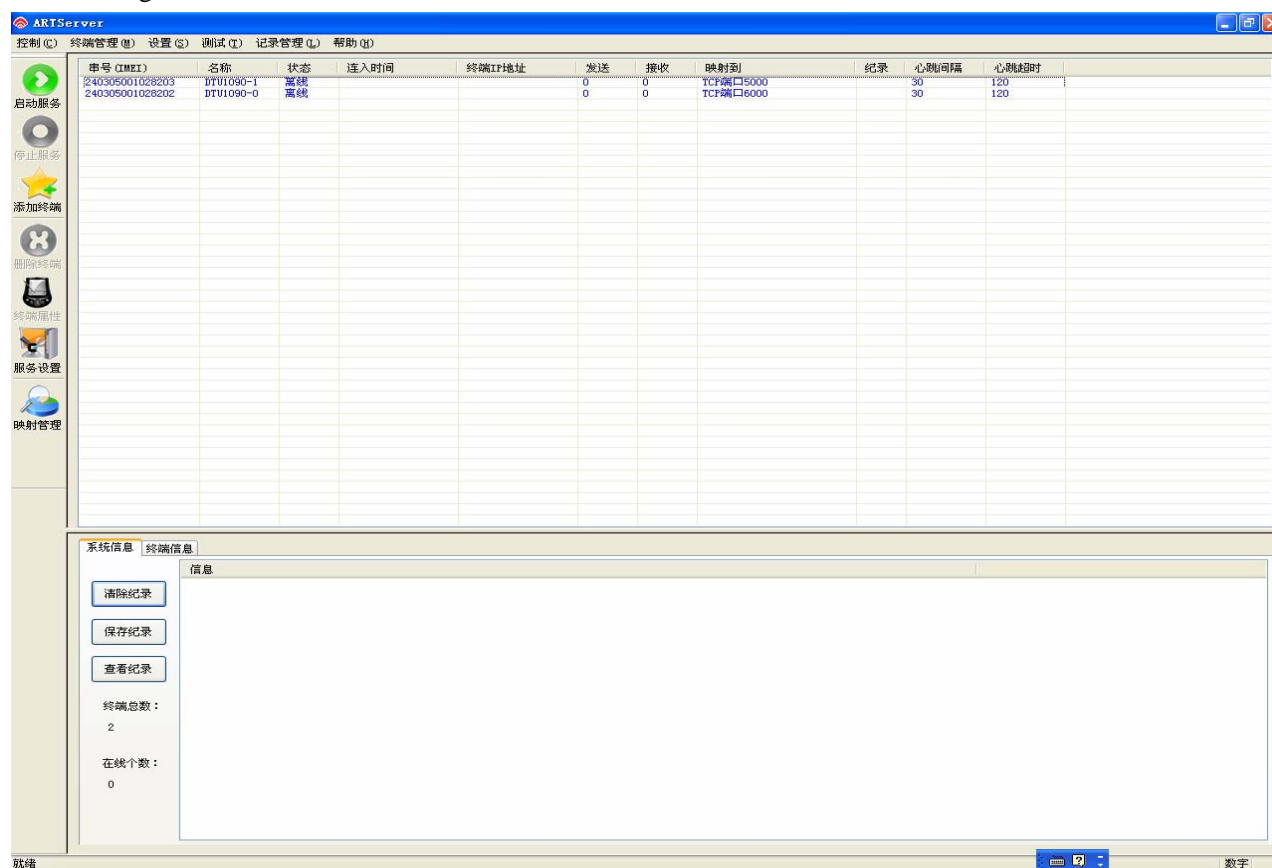 ARTServer
控制(C) 终端管理(M) 设置(S) 测试(T) 记录管理(L) 帮助(H)
串号(IMEI) 名称 状态 连入时间 终端IP地址 发送 接收 映射到 纪录 心跳间隔 心跳超时
240305001028203 DTU1090-1 离线 0 0 TCP端口5000 30 120
240305001028202 DTU1090-0 离线 0 0 TCP端口6000 30 120
启动服务
停止服务
添加终端
删除终端
终端属性
服务设置
映射管理
系统信息 终端信息
信息
清除纪录
保存纪录
查看纪录
终端总数：
2
在线个数：
0
就绪 数字